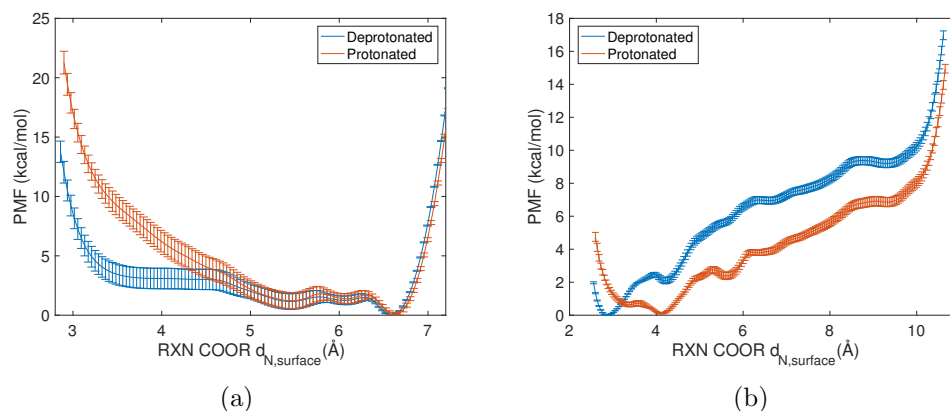 25
20
15
10
5
0
PMF (kcal/mol)
3 4 5 6 7
RXN COOR d_N,surface (Å)
Deprotonated
Protonated
(a)
18
16
14
12
10
8
6
4
2
0
PMF (kcal/mol)
2 4 6 8 10
RXN COOR d_N,surface (Å)
Deprotonated
Protonated
(b)